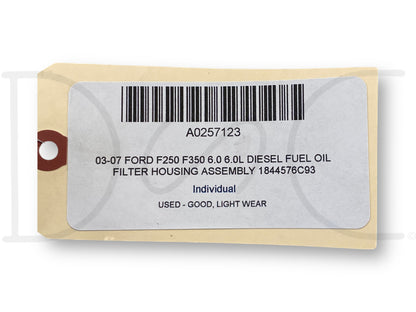 A0257123
03-07 FORD F250 F350 6.0 6.0L DIESEL FUEL OIL
FILTER HOUSING ASSEMBLY 1844576C93
Individual
USED - GOOD, LIGHT WEAR